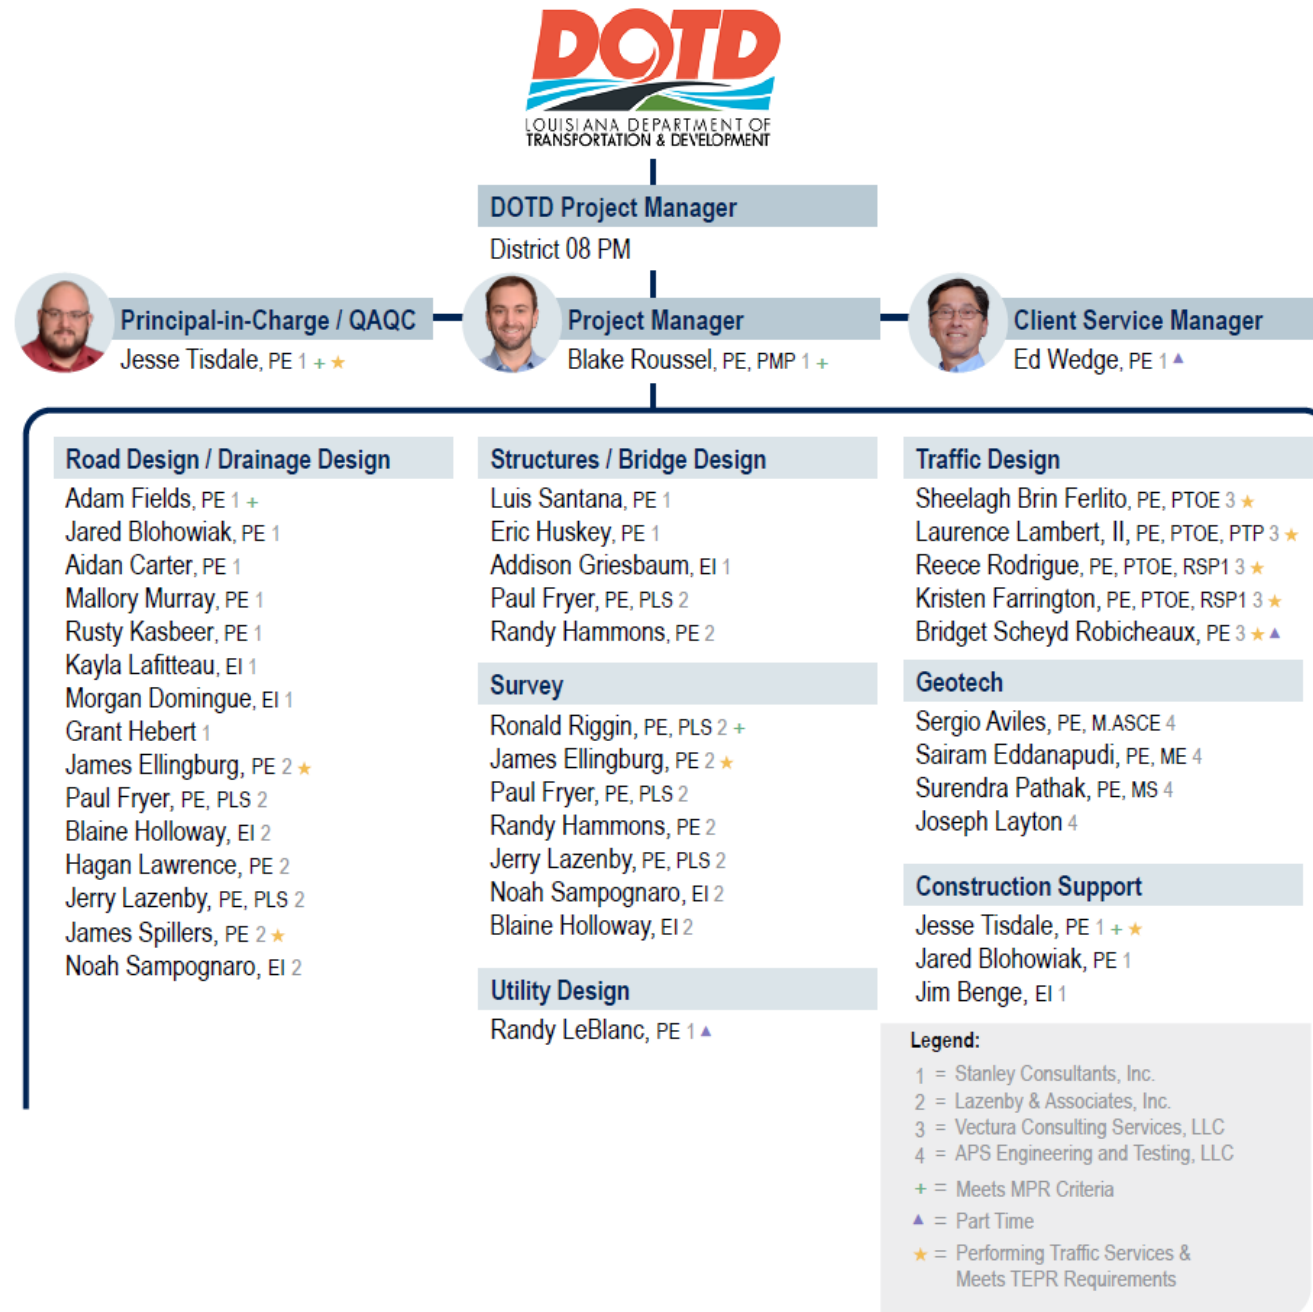 DOTD
LOUISIANA DEPARTMENT OF
TRANSPORTATION & DEVELOPMENT
DOTD Project Manager
District 08 PM
Principal-in-Charge / QAQC
Jesse Tisdale, PE 1 + ★
Project Manager
Blake Roussel, PE, PMP 1 +
Client Service Manager
Ed Wedge, PE 1 ▲
Road Design / Drainage Design
Adam Fields, PE 1 +
Jared Blohowiak, PE 1
Aidan Carter, PE 1
Mallory Murray, PE 1
Rusty Kasbeer, PE 1
Kayla Lafitteau, EI 1
Morgan Domingue, EI 1
Grant Hebert 1
James Ellingburg, PE 2 ★
Paul Fryer, PE, PLS 2
Blaine Holloway, EI 2
Hagan Lawrence, PE 2
Jerry Lazenby, PE, PLS 2
James Spillers, PE 2 ★
Noah Sampognaro, EI 2
Structures / Bridge Design
Luis Santana, PE 1
Eric Huskey, PE 1
Addison Griesbaum, EI 1
Paul Fryer, PE, PLS 2
Randy Hammons, PE 2
Survey
Ronald Riggin, PE, PLS 2 +
James Ellingburg, PE 2 ★
Paul Fryer, PE, PLS 2
Randy Hammons, PE 2
Jerry Lazenby, PE, PLS 2
Noah Sampognaro, EI 2
Blaine Holloway, EI 2
Utility Design
Randy LeBlanc, PE 1 ▲
Traffic Design
Sheelagh Brin Ferlito, PE, PTOE 3 ★
Laurence Lambert, II, PE, PTOE, PTP 3 ★
Reece Rodrigue, PE, PTOE, RSP1 3 ★
Kristen Farrington, PE, PTOE, RSP1 3 ★
Bridget Scheyd Robicheaux, PE 3 ★ ▲
Geotech
Sergio Aviles, PE, M.ASCE 4
Sairam Eddanapudi, PE, ME 4
Surendra Pathak, PE, MS 4
Joseph Layton 4
Construction Support
Jesse Tisdale, PE 1 + ★
Jared Blohowiak, PE 1
Jim Benge, EI 1
Legend:
1 = Stanley Consultants, Inc.
2 = Lazenby & Associates, Inc.
3 = Vectura Consulting Services, LLC
4 = APS Engineering and Testing, LLC
+ = Meets MPR Criteria
▲ = Part Time
★ = Performing Traffic Services &
Meets TEPR Requirements